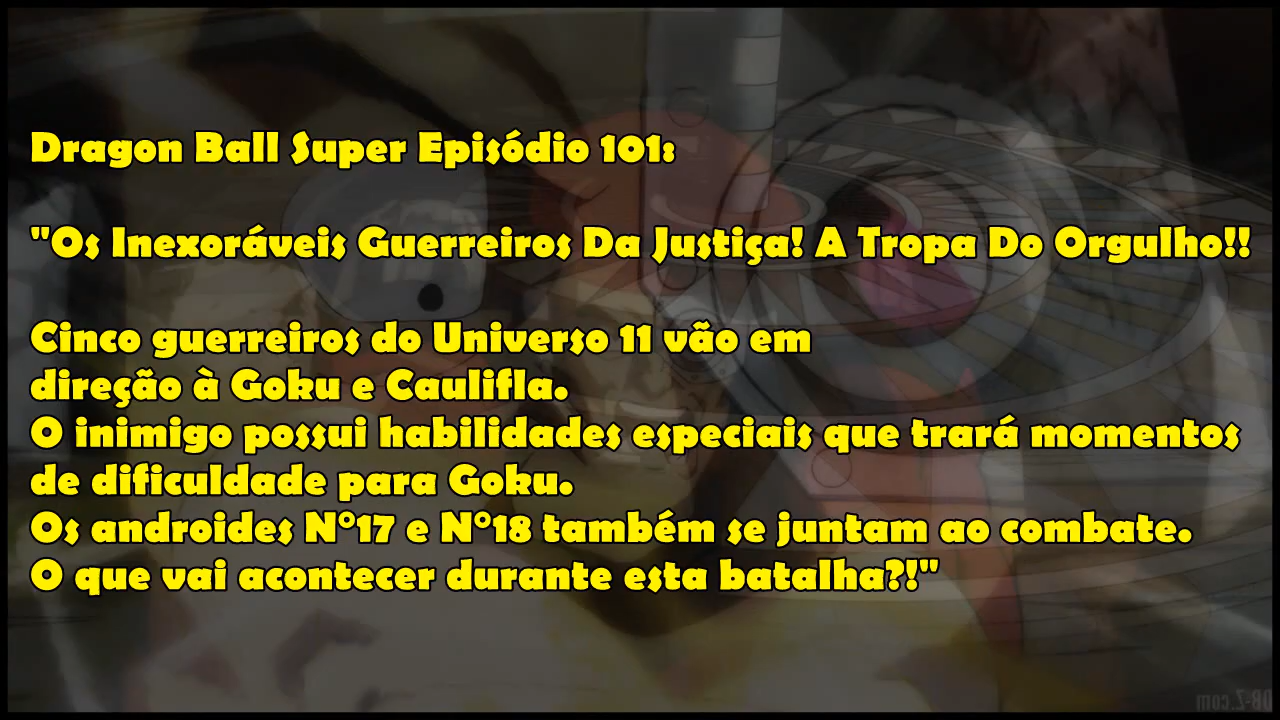 Dragon Ball Super Episódio 101:
"Os Inexoráveis Guerreiros Da Justiça! A Tropa Do Orgulho!!
Cinco guerreiros do Universo 11 vão em
direção à Goku e Caulifla.
O inimigo possui habilidades especiais que trará momentos
de dificuldade para Goku.
Os androides N°17 e N°18 também se juntam ao combate.
O que vai acontecer durante esta batalha?!"
DB-Z.com